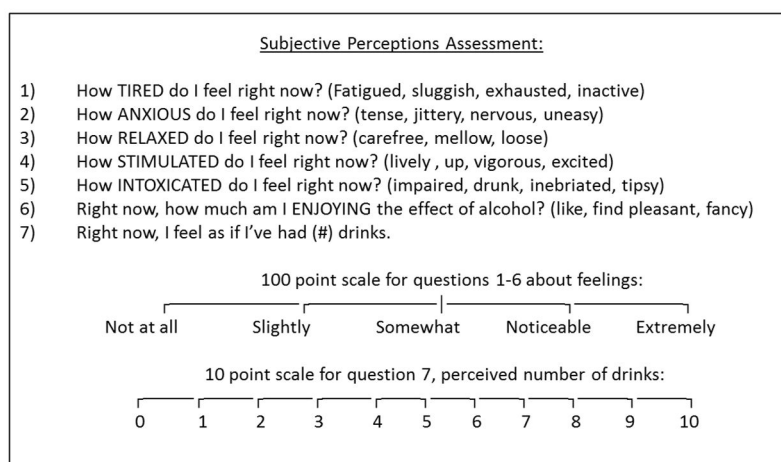 Subjective Perceptions Assessment:
1) How TIRED do I feel right now? (Fatigued, sluggish, exhausted, inactive)
2) How ANXIOUS do I feel right now? (tense, jittery, nervous, uneasy)
3) How RELAXED do I feel right now? (carefree, mellow, loose)
4) How STIMULATED do I feel right now? (lively , up, vigorous, excited)
5) How INTOXICATED do I feel right now? (impaired, drunk, inebriated, tipsy)
6) Right now, how much am I ENJOYING the effect of alcohol? (like, find pleasant, fancy)
7) Right now, I feel as if I've had (#) drinks.
100 point scale for questions 1-6 about feelings:
Not at all Slightly Somewhat Noticeable Extremely
10 point scale for question 7, perceived number of drinks:
0 1 2 3 4 5 6 7 8 9 10